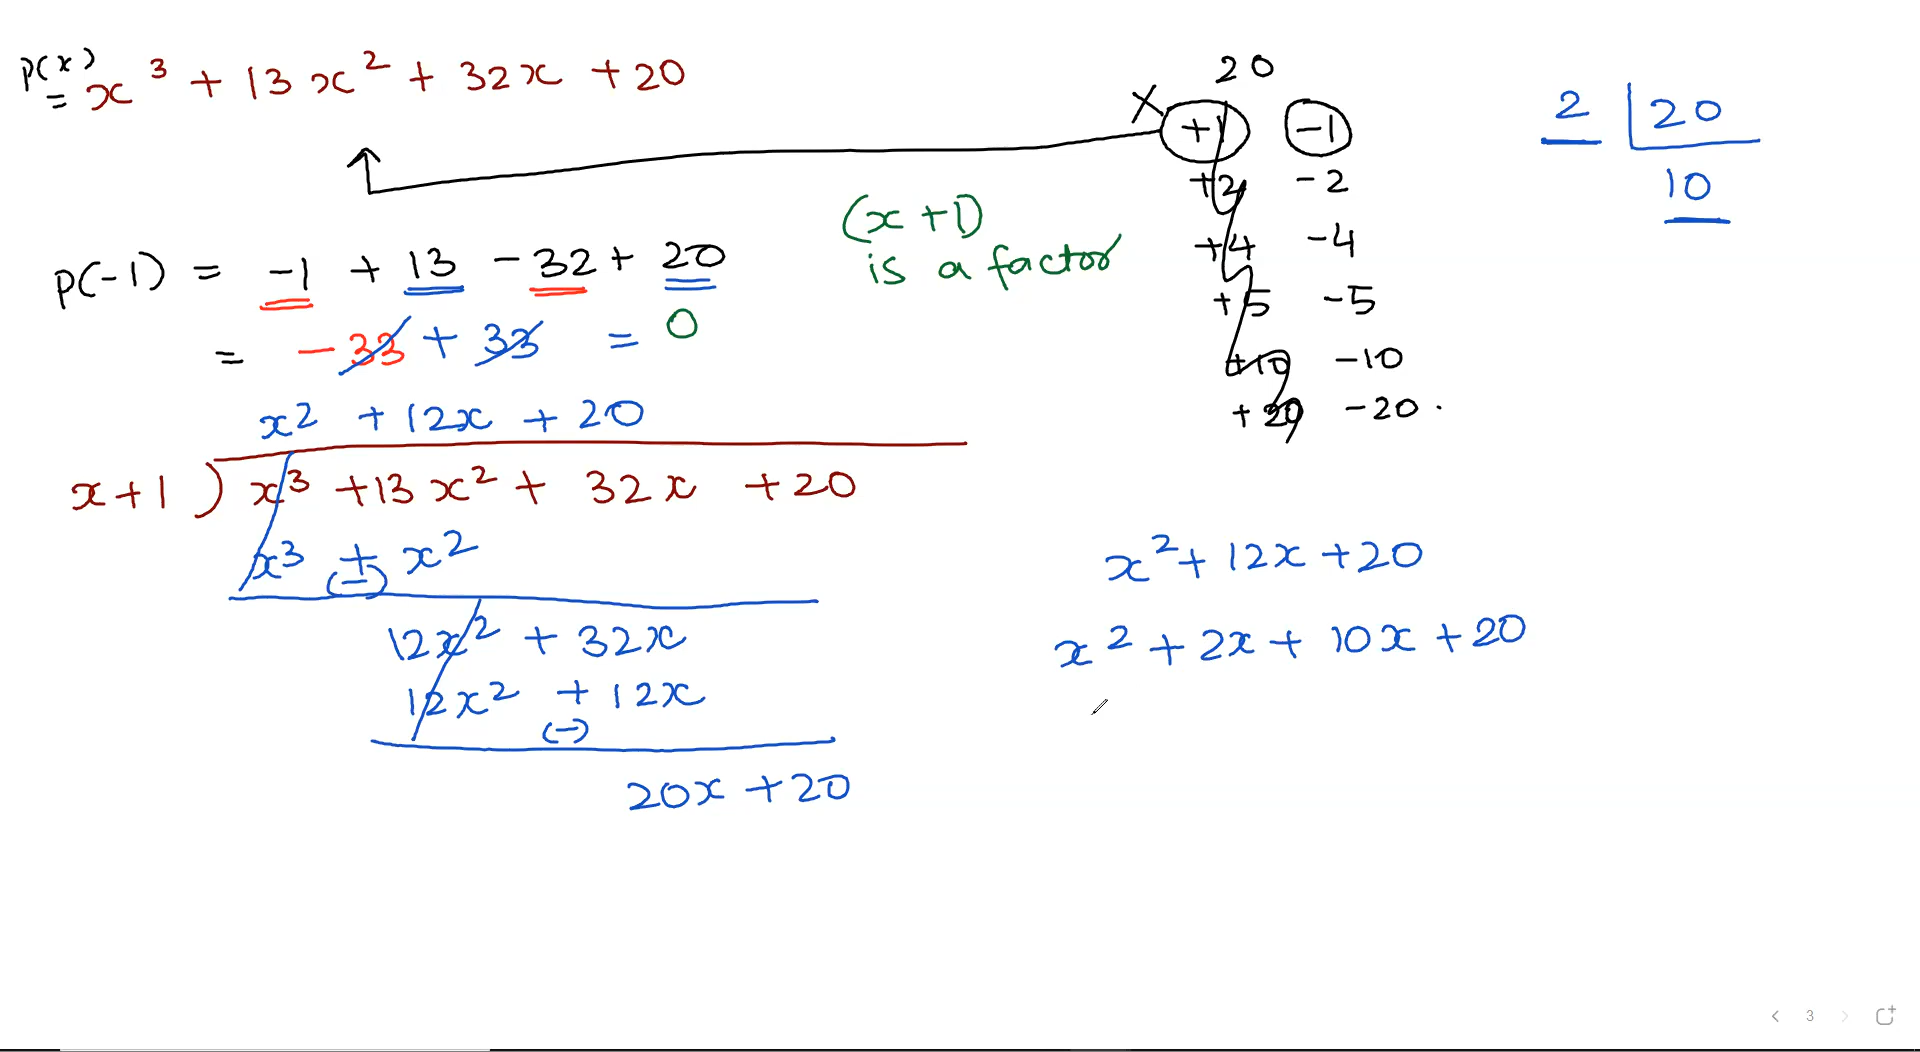 p(x)
= x³ + 13x² + 32x + 20
20
X +1 -1
+2 -2
+4 -4
+5 -5
+10 -10
+20 -20 .
2 | 20
10
(x+1)
is a factor
p(-1) = -1 + 13 - 32 + 20
= -33 + 33 = 0
x² + 12x + 20
x+1 ) x³ + 13x² + 32x + 20
x³ + x²
(-)
12x² + 32x
12x² + 12x
(-)
20x + 20
x² + 12x + 20
x² + 2x + 10x + 20
< 3 >